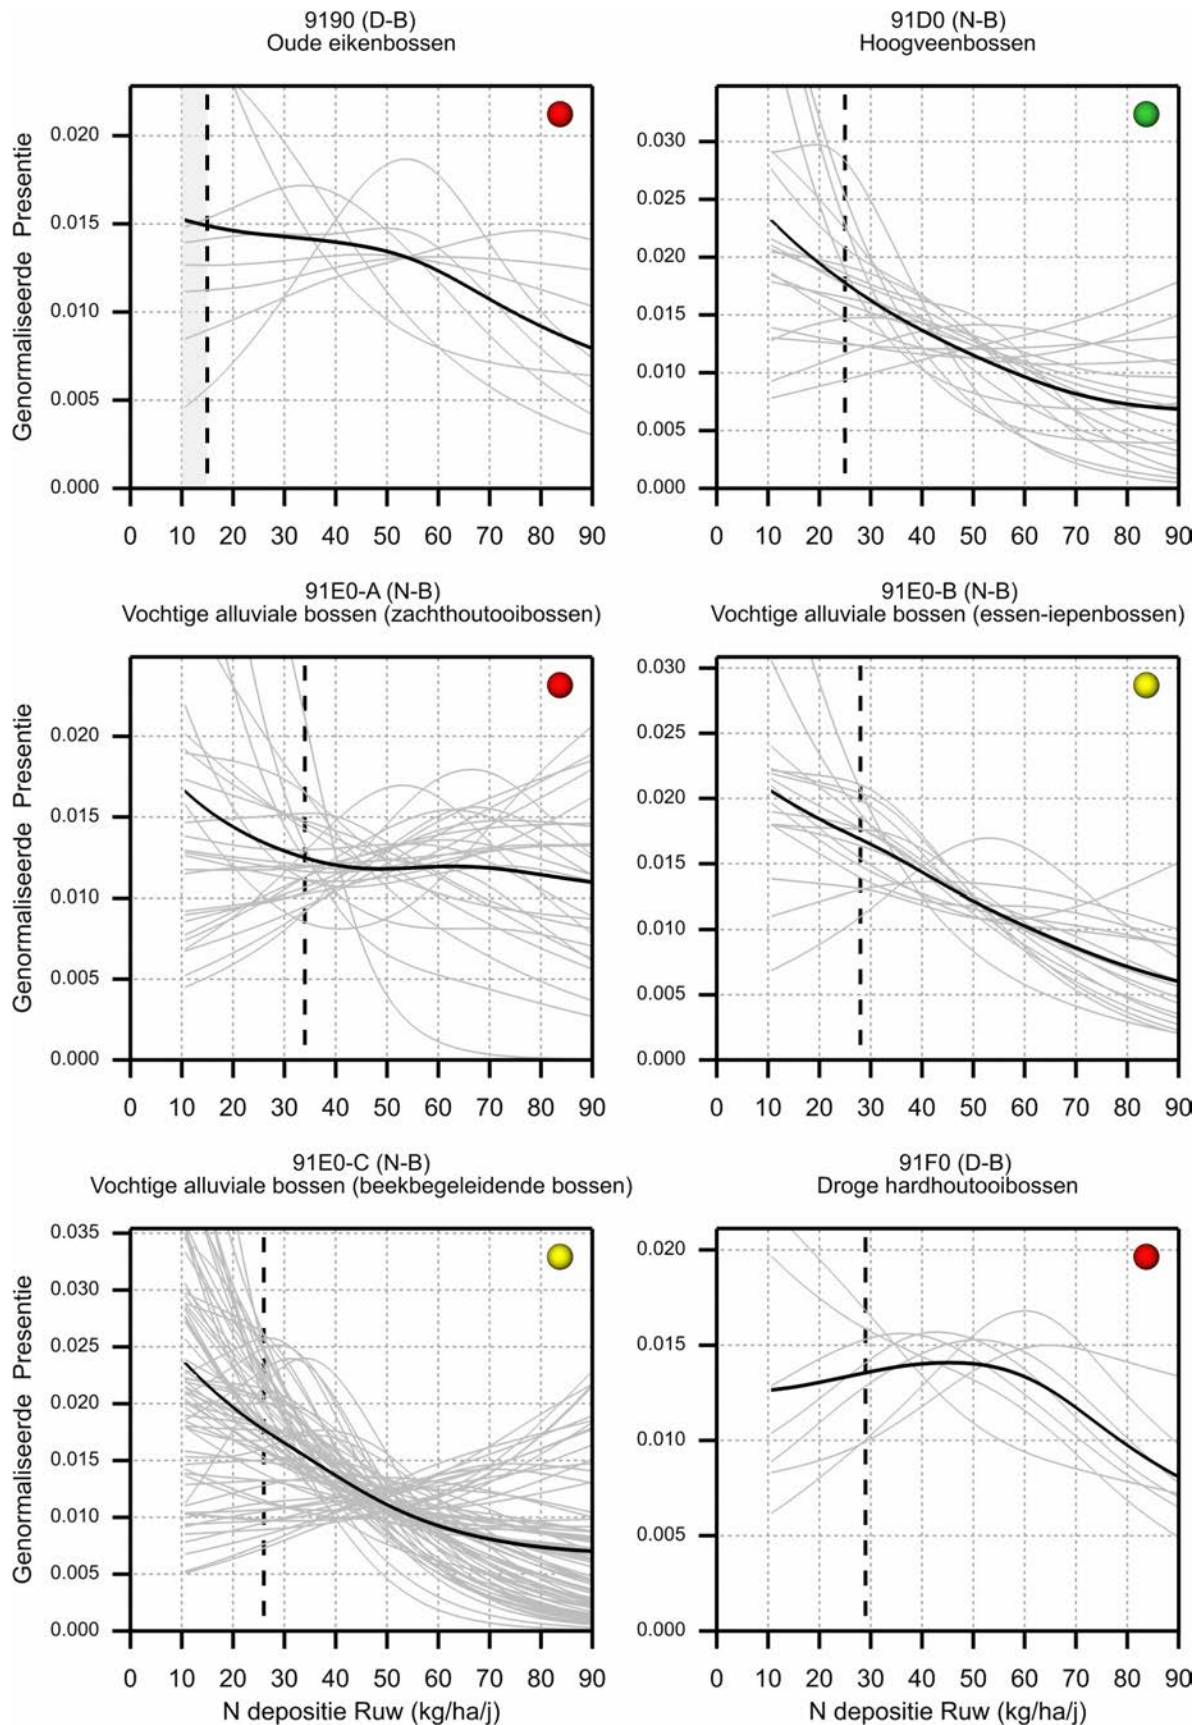 9190 (D-B)
Oude eikenbossen
Genormaliseerde Presentie
0.020
0.015
0.010
0.005
0.000
0 10 20 30 40 50 60 70 80 90
91D0 (N-B)
Hoogveenbossen
0.030
0.025
0.020
0.015
0.010
0.005
0.000
0 10 20 30 40 50 60 70 80 90
91E0-A (N-B)
Vochtige alluviale bossen (zachthoutooibossen)
Genormaliseerde Presentie
0.020
0.015
0.010
0.005
0.000
0 10 20 30 40 50 60 70 80 90
91E0-B (N-B)
Vochtige alluviale bossen (essen-iepenbossen)
0.030
0.025
0.020
0.015
0.010
0.005
0.000
0 10 20 30 40 50 60 70 80 90
91E0-C (N-B)
Vochtige alluviale bossen (beekbegeleidende bossen)
Genormaliseerde Presentie
0.035
0.030
0.025
0.020
0.015
0.010
0.005
0.000
0 10 20 30 40 50 60 70 80 90
N depositie Ruw (kg/ha/j)
91F0 (D-B)
Droge hardhoutooibossen
0.020
0.015
0.010
0.005
0.000
0 10 20 30 40 50 60 70 80 90
N depositie Ruw (kg/ha/j)